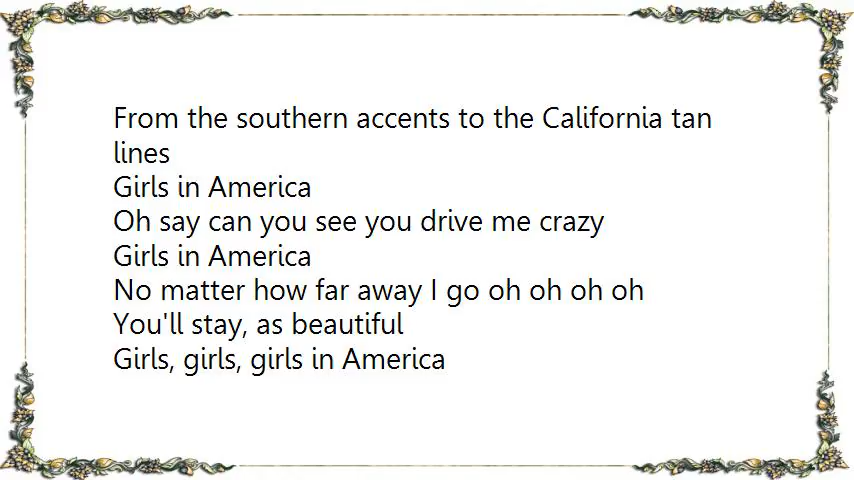 From the southern accents to the California tan
lines
Girls in America
Oh say can you see you drive me crazy
Girls in America
No matter how far away I go oh oh oh oh
You'll stay, as beautiful
Girls, girls, girls in America